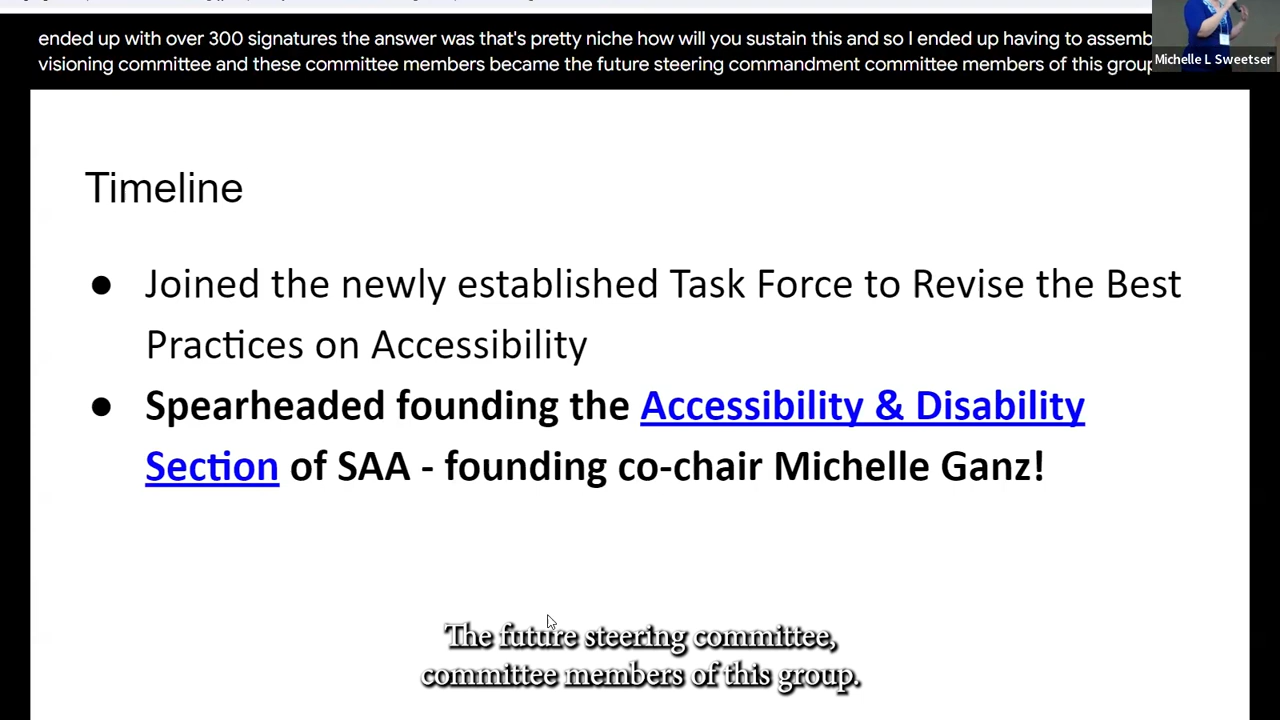 ended up with over 300 signatures the answer was that's pretty niche how will you sustain this and so I ended up having to assemb
visioning committee and these committee members became the future steering commandment committee members of this group
Michelle L Sweetser
Timeline
● Joined the newly established Task Force to Revise the Best
Practices on Accessibility
● Spearheaded founding the Accessibility & Disability
Section of SAA - founding co-chair Michelle Ganz!
The future steering committee,
committee members of this group.